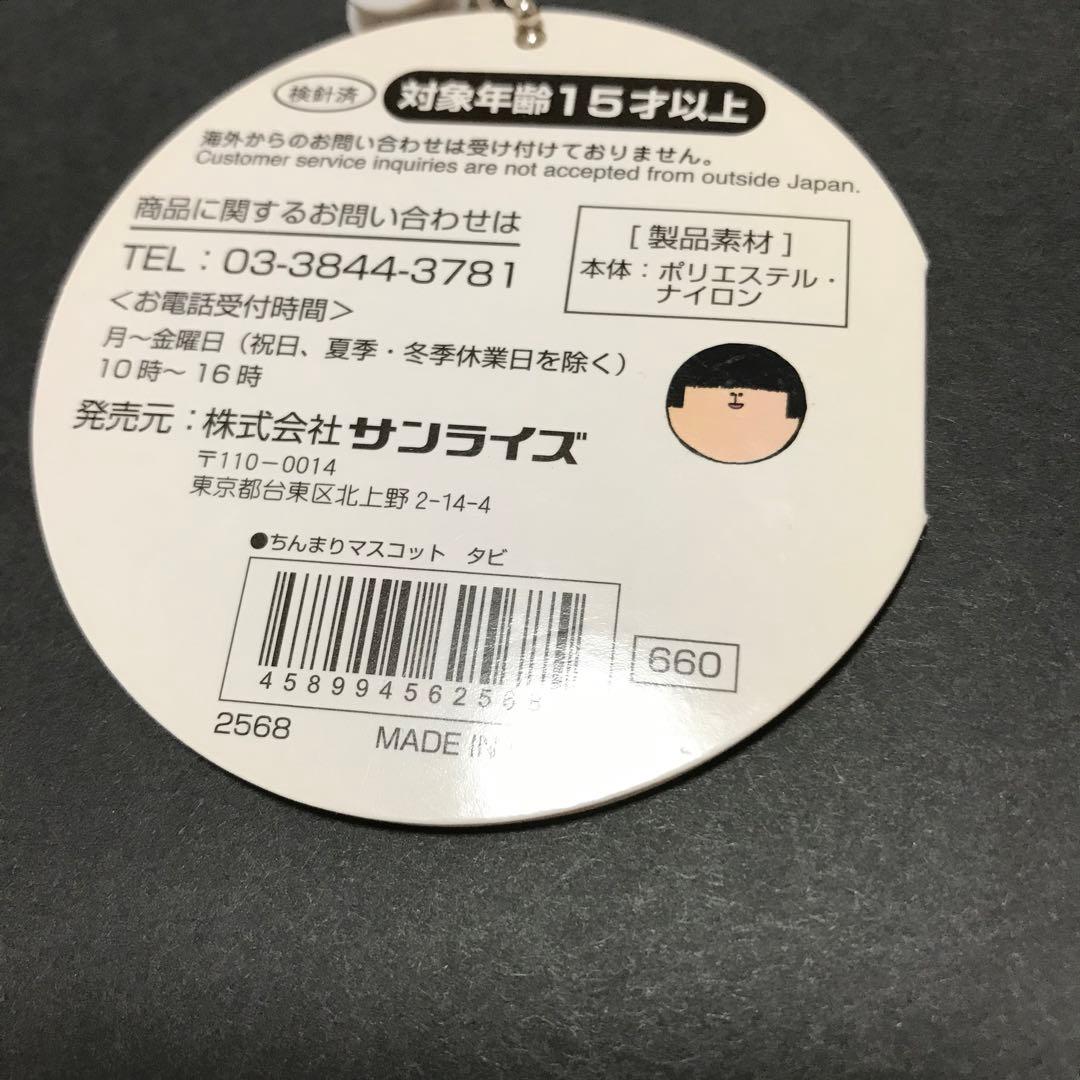 検針済 対象年齢15才以上
海外からのお問い合わせは受け付けておりません。
Customer service inquiries are not accepted from outside Japan.
商品に関するお問い合わせは
TEL：03-3844-3781
＜お電話受付時間＞
月～金曜日（祝日、夏季・冬季休業日を除く）
10時～16時
[ 製品素材 ]
本体：ポリエステル・
ナイロン
発売元：株式会社サンライズ
〒110-0014
東京都台東区北上野2-14-4
●ちんまりマスコット　タビ
4589945625​68
660
2568
MADE IN